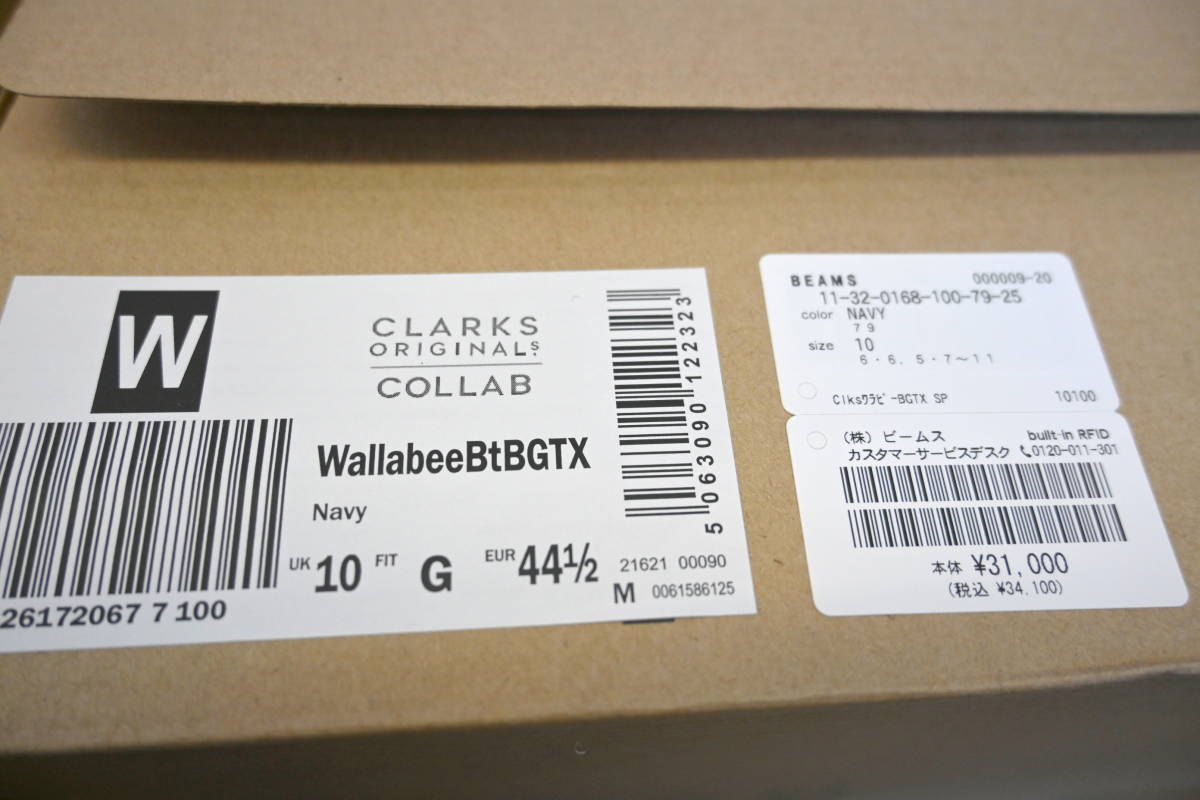 W
CLARKS
ORIGINALS.
COLLAB
WallabeeBtBGTX
Navy
UK 10 FIT G EUR 44½
26172067 7 100
5 063090 122323
21621 00090
M 0061586125
BEAMS 000009-20
11-32-0168-100-79-25
color NAVY
79
size 10
6・6.5・7〜11
Clksワラビ-BGTX SP 10100
(株) ビームス built-in RFID
カスタマーサービスデスク 0120-011-301
本体 ¥31,000
(税込 ¥34,100)